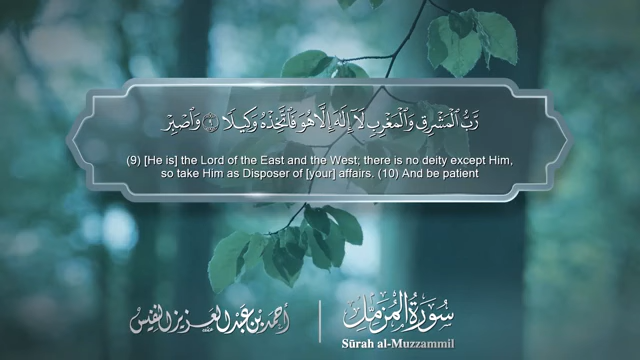 رَبُّ ٱلْمَشْرِقِ وَٱلْمَغْرِبِ لَآ إِلَٰهَ إِلَّا هُوَ فَٱتَّخِذْهُ وَكِيلًا ۝٩ وَٱصْبِرْ
(9) [He is] the Lord of the East and the West; there is no deity except Him,
so take Him as Disposer of [your] affairs. (10) And be patient
سورة المزمل
Sūrah al-Muzzammil
أحمد بن عبد العزيز النفيس